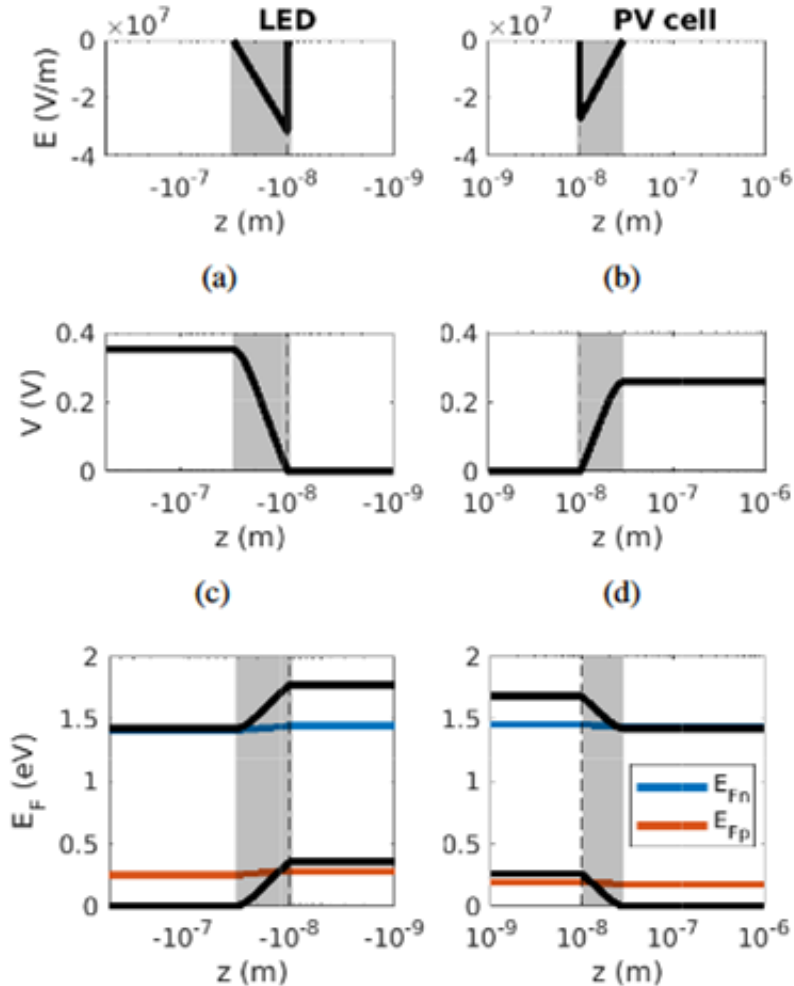 ×10⁷ LED ×10⁷ PV cell
0 0
E (V/m) -2 -2
-4 -4
-10⁻⁷ -10⁻⁸ -10⁻⁹ 10⁻⁹ 10⁻⁸ 10⁻⁷ 10⁻⁶
z (m) z (m)
(a) (b)
0.4 0.4
V (V) 0.2 0.2
0 0
-10⁻⁷ -10⁻⁸ -10⁻⁹ 10⁻⁹ 10⁻⁸ 10⁻⁷ 10⁻⁶
z (m) z (m)
(c) (d)
2 2
1.5 1.5
E_F (eV) 1 1 E_Fn
0.5 0.5 E_Fp
0 0
-10⁻⁷ -10⁻⁸ -10⁻⁹ 10⁻⁹ 10⁻⁸ 10⁻⁷ 10⁻⁶
z (m) z (m)